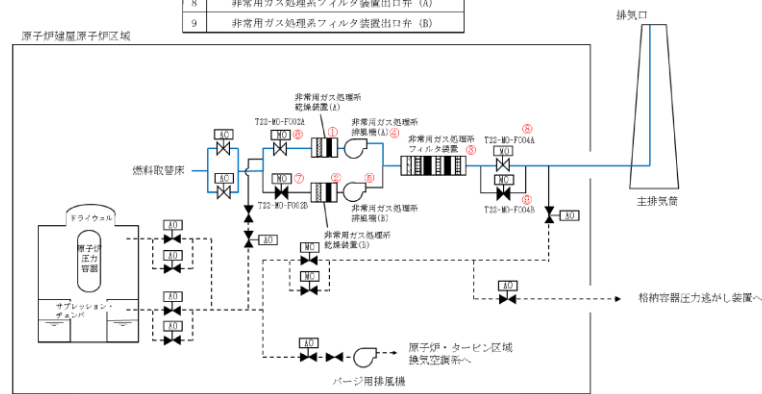 8 非常用ガス処理系フィルタ装置出口弁 (A)
9 非常用ガス処理系フィルタ装置出口弁 (B)
排気口
原子炉建屋原子炉区域
非常用ガス処理系
乾燥装置(A)
T22-MO-F002A
非常用ガス処理系
排風機(A)
④
⑧
AO
MO
⑥
①
非常用ガス処理系
フィルタ装置
③
T22-MO-F004A
MO
燃料取替床
AO
MO
⑦
②
⑤
MO
⑨
T22-MO-F002B
非常用ガス処理系
排風機(B)
T22-MO-F004B
主排気筒
ドライウェル
AO
非常用ガス処理系
乾燥装置(B)
AO
AO
原子炉
圧力
容器
AO
MO
MO
サプレッション・
チェンバ
AO
AO
格納容器圧力逃がし装置へ
AO
AO
原子炉・タービン区域
換気空調系へ
パージ用排風機